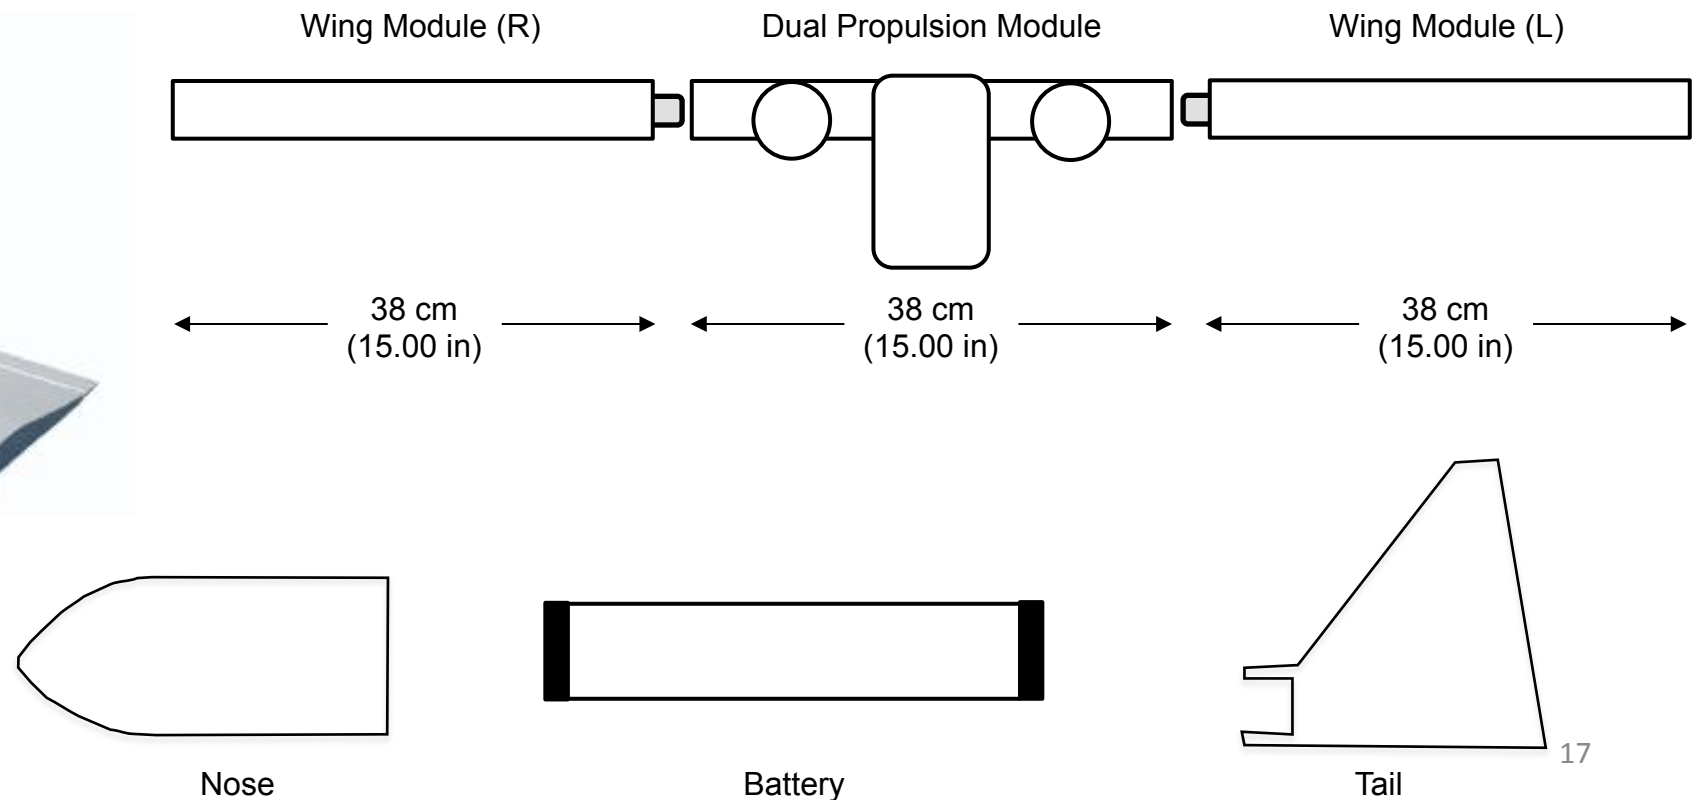 Wing Module (R)
Dual Propulsion Module
Wing Module (L)
38 cm
(15.00 in)
38 cm
(15.00 in)
38 cm
(15.00 in)
Nose
Battery
Tail
17